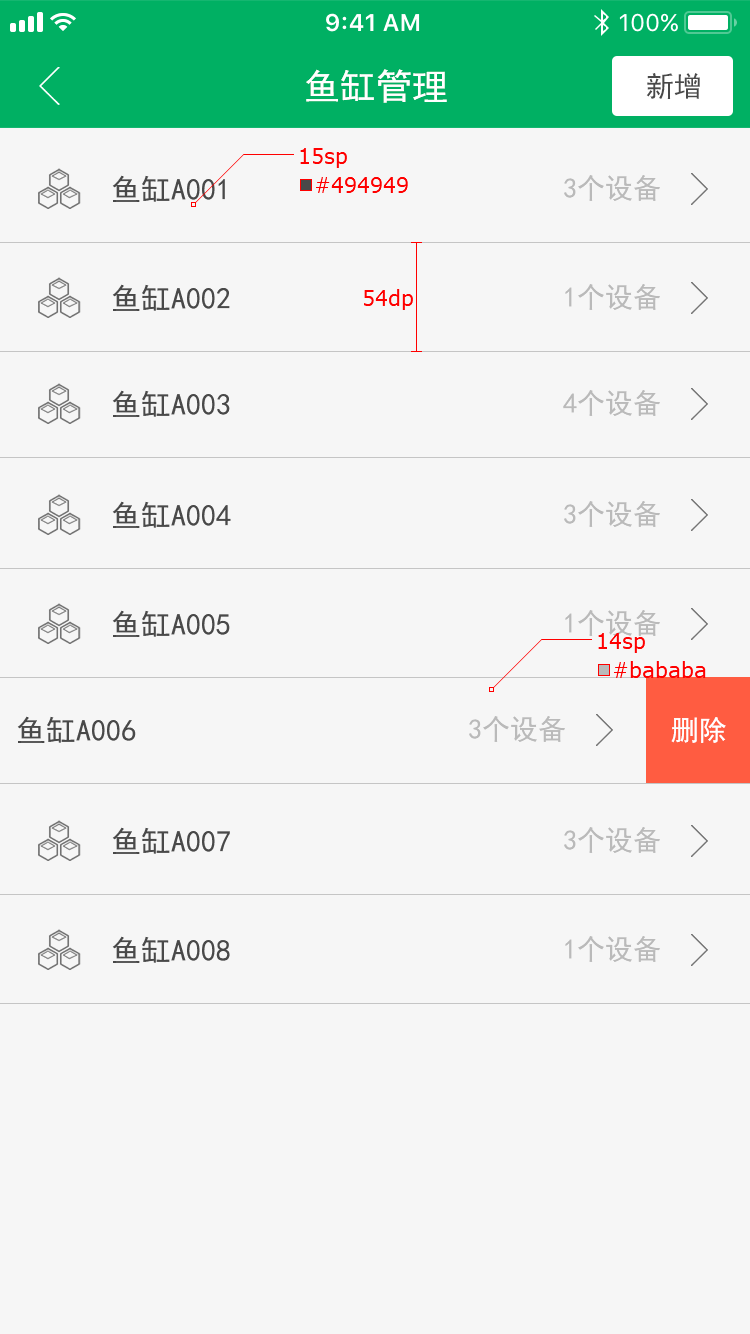 9:41 AM 100%
鱼缸管理 新增
15sp
#494949
鱼缸A001 3个设备
54dp
鱼缸A002 1个设备
鱼缸A003 4个设备
鱼缸A004 3个设备
鱼缸A005 1个设备
14sp
#bababa
鱼缸A006 3个设备 删除
鱼缸A007 3个设备
鱼缸A008 1个设备